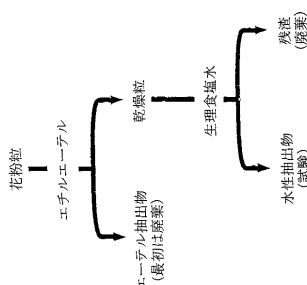 花粉粒
エチルエーテル
エーテル抽出物
(最初は廃棄)
乾燥粒
生理食塩水
水性抽出物
(試験)
残渣
(廃棄)